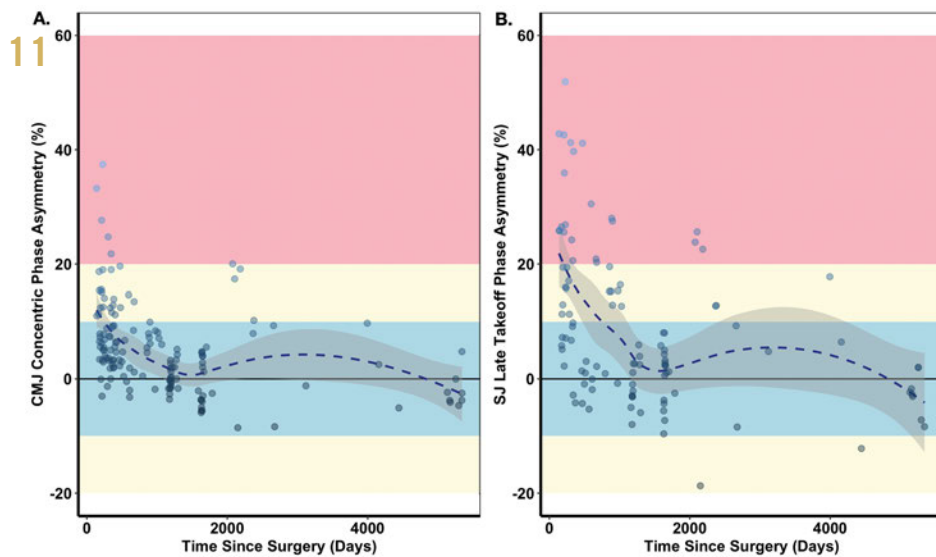 11
A.
CMJ Concentric Phase Asymmetry (%)
60
40
20
0
-20
0
2000
4000
Time Since Surgery (Days)
B.
SJ Late Takeoff Phase Asymmetry (%)
60
40
20
0
-20
0
2000
4000
Time Since Surgery (Days)